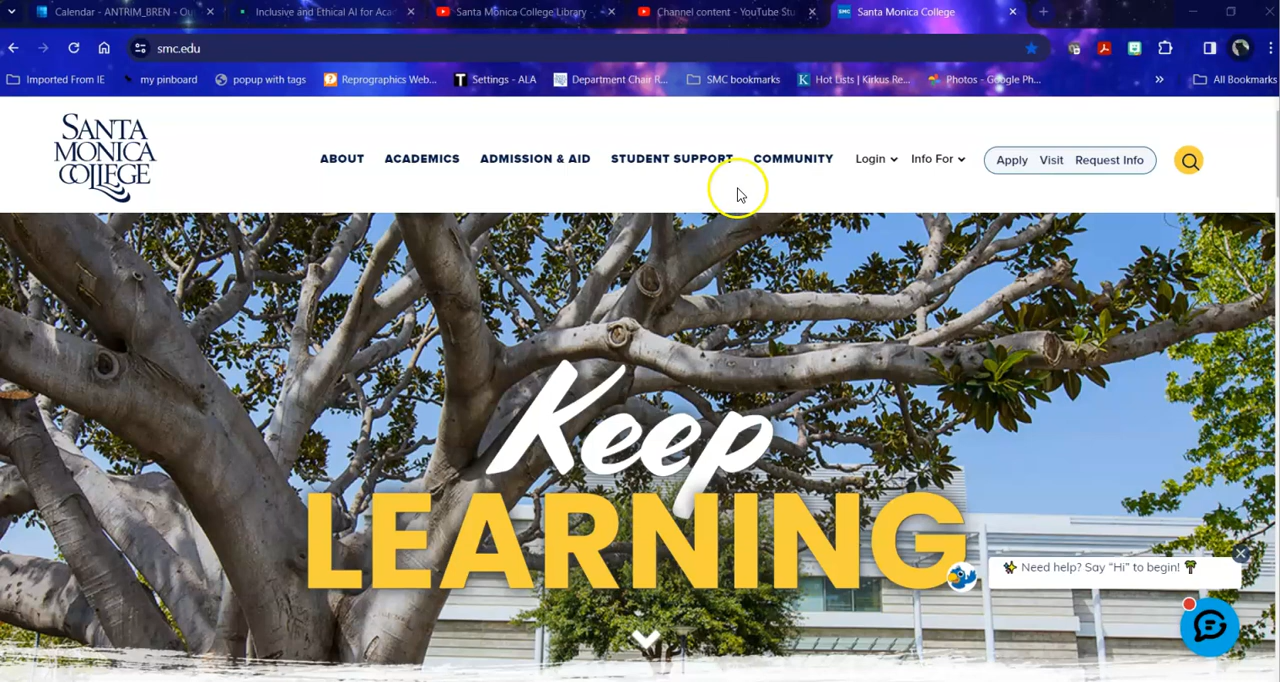 Calendar - ANTRIM_BREN - Ou
Inclusive and Ethical AI for Aca
Santa Monica College Library
Channel content - YouTube Stu
SMC Santa Monica College
smc.edu
Imported From IE
my pinboard
popup with tags
Reprographics Web...
T Settings - ALA
Department Chair R...
SMC bookmarks
K Hot Lists | Kirkus Re...
Photos - Google Ph...
All Bookmarks
SANTA
MONICA
COLLEGE
ABOUT
ACADEMICS
ADMISSION & AID
STUDENT SUPPORT
COMMUNITY
Login
Info For
Apply
Visit
Request Info
Keep
LEARNING
Need help? Say “Hi” to begin!